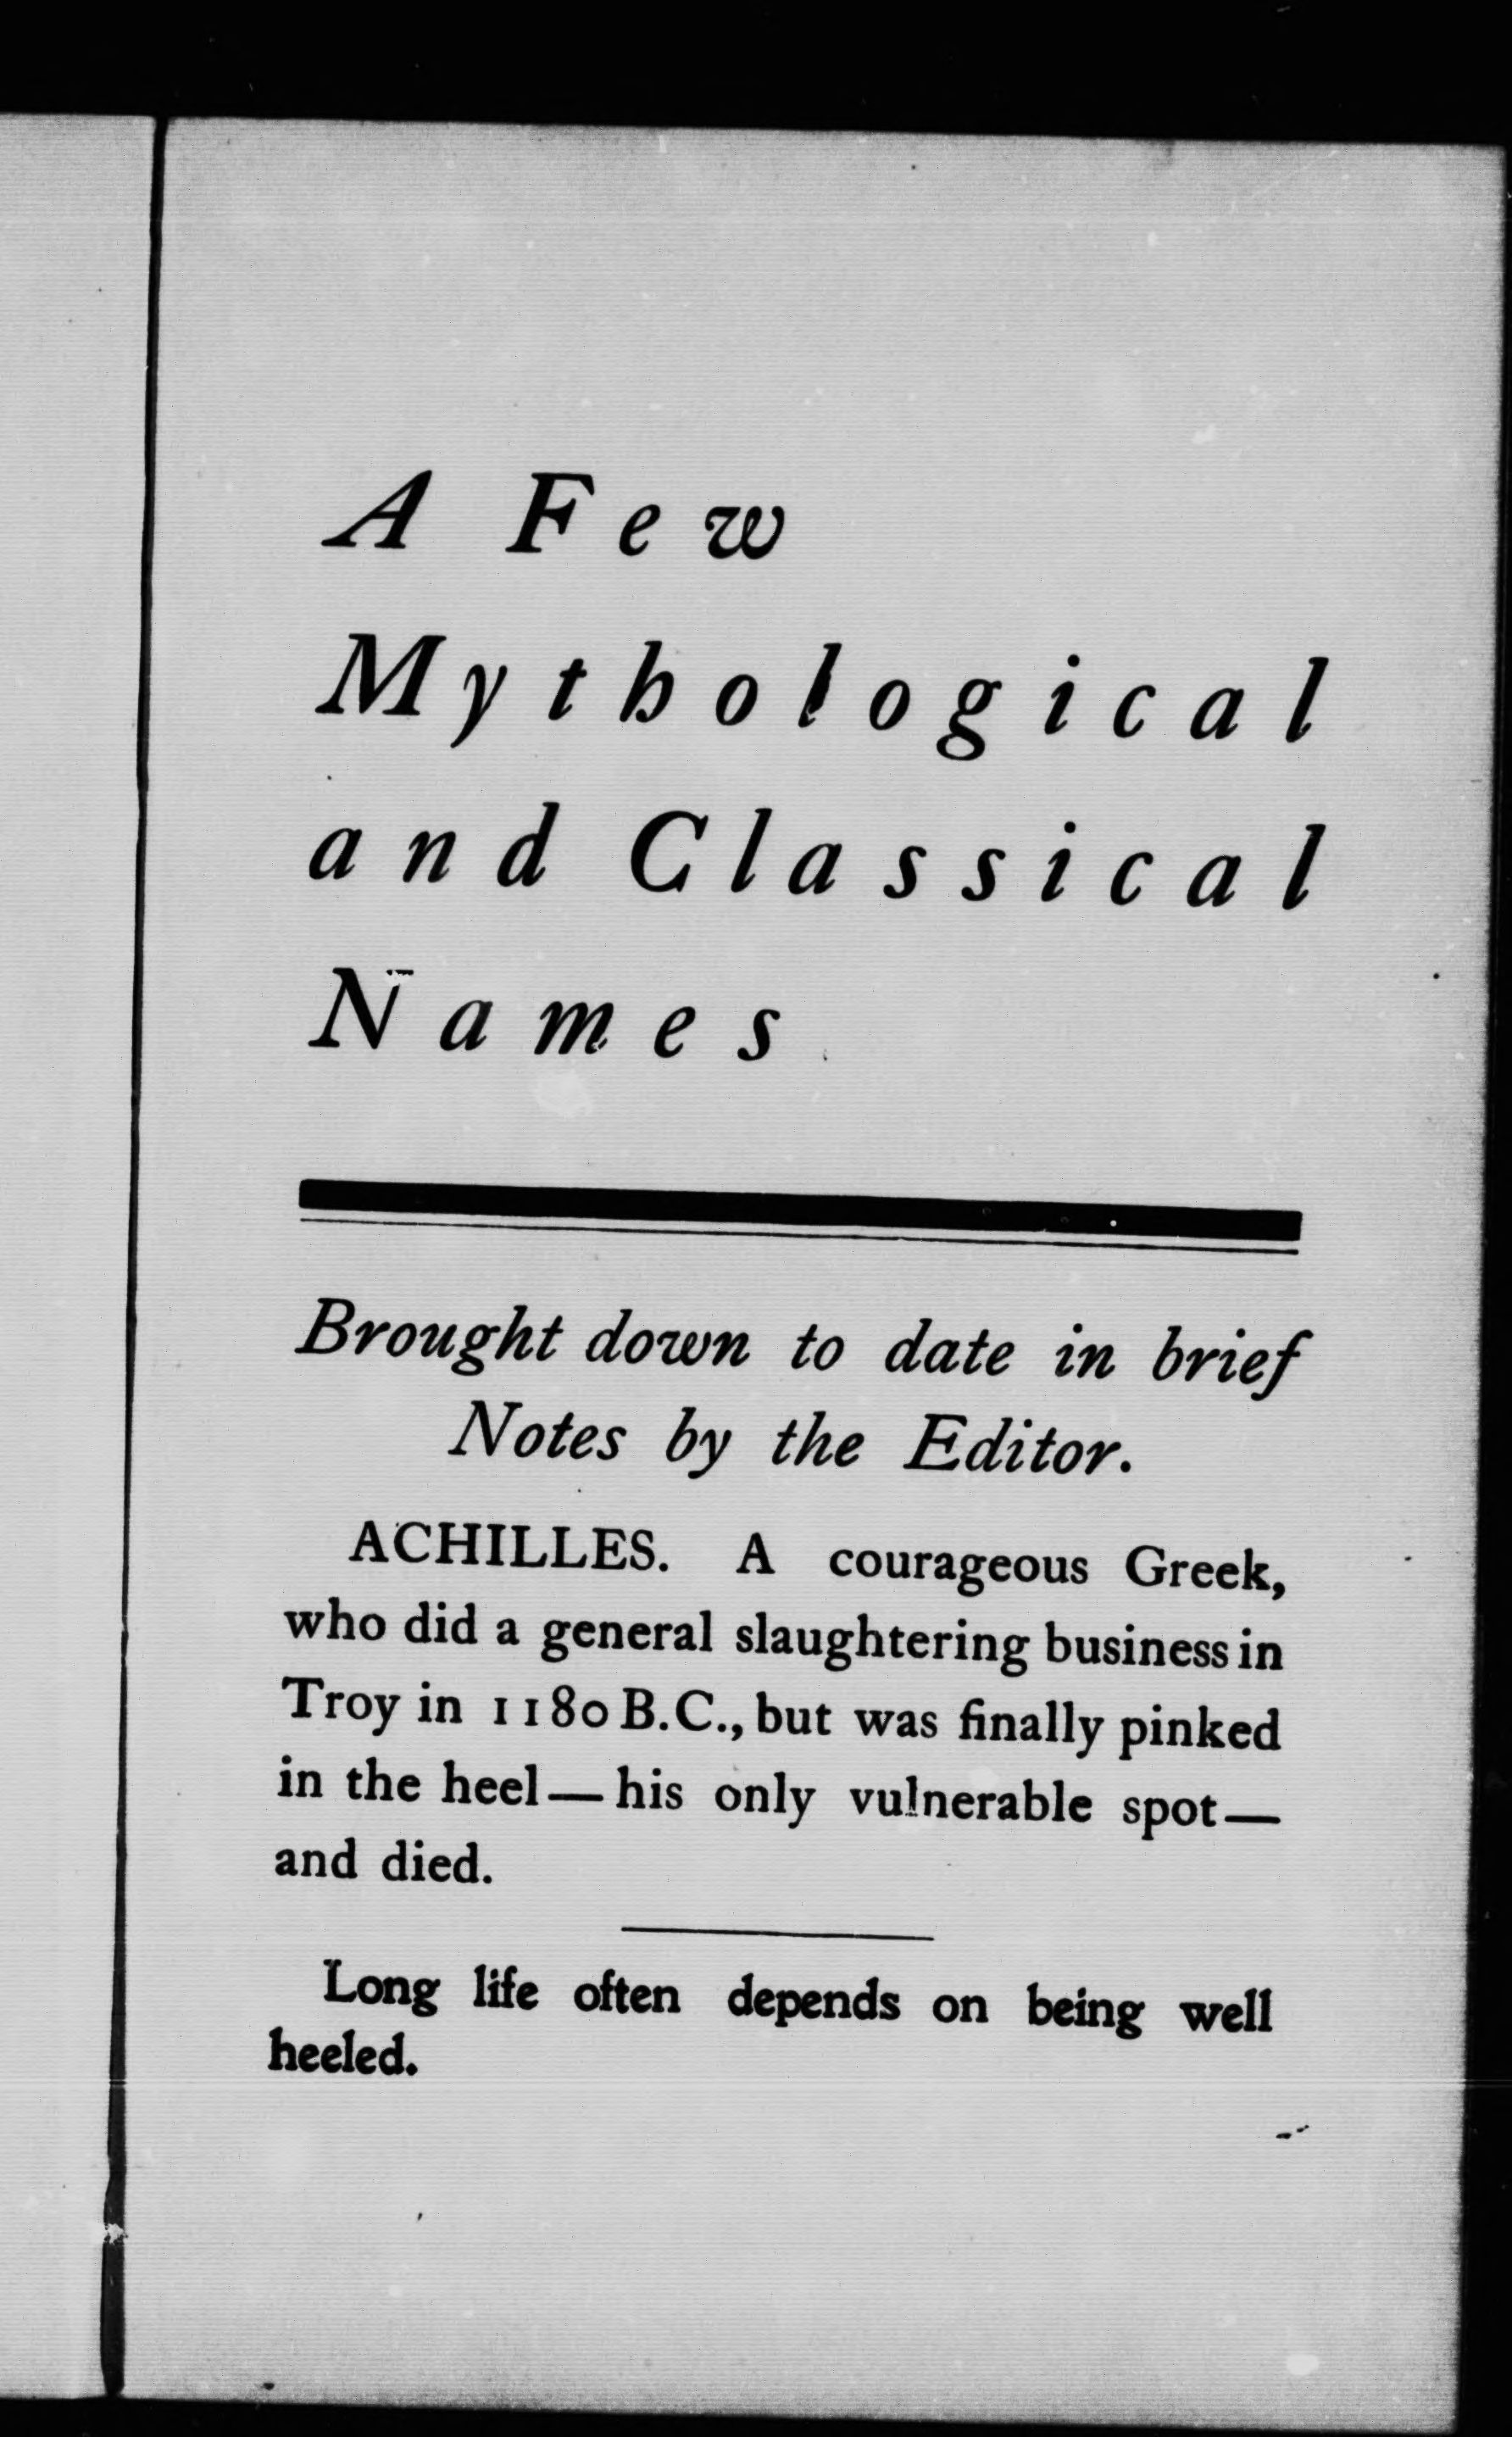 A Few
Mythological
and Classical
Names
Brought down to date in brief
Notes by the Editor.
ACHILLES. A courageous Greek,
who did a general slaughtering business in
Troy in 1180 B.C., but was finally pinked
in the heel—his only vulnerable spot—
and died.
Long life often depends on being well
heeled.